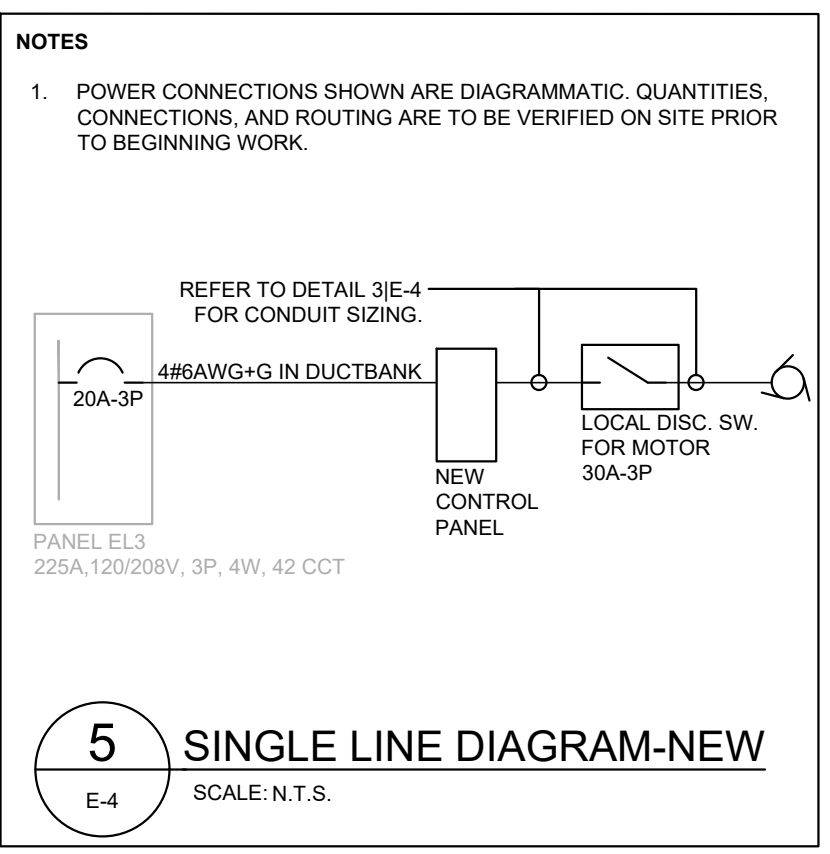 NOTES
1. POWER CONNECTIONS SHOWN ARE DIAGRAMMATIC. QUANTITIES,
CONNECTIONS, AND ROUTING ARE TO BE VERIFIED ON SITE PRIOR
TO BEGINNING WORK.
REFER TO DETAIL 3|E-4
FOR CONDUIT SIZING.
4#6AWG+G IN DUCTBANK
20A-3P
LOCAL DISC. SW.
FOR MOTOR
30A-3P
NEW
CONTROL
PANEL
PANEL EL3
225A,120/208V, 3P, 4W, 42 CCT
5
E-4
SINGLE LINE DIAGRAM-NEW
SCALE: N.T.S.